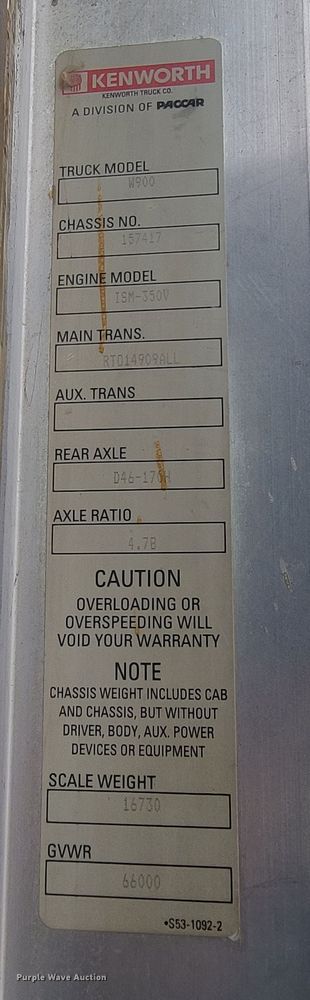 KENWORTH
KENWORTH TRUCK CO.
A DIVISION OF PACCAR
TRUCK MODEL
W900
CHASSIS NO.
157417
ENGINE MODEL
ISM-350V
MAIN TRANS.
RTO14909ALL
AUX. TRANS
REAR AXLE
D46-170H
AXLE RATIO
4.78
CAUTION
OVERLOADING OR
OVERSPEEDING WILL
VOID YOUR WARRANTY
NOTE
CHASSIS WEIGHT INCLUDES CAB
AND CHASSIS, BUT WITHOUT
DRIVER, BODY, AUX. POWER
DEVICES OR EQUIPMENT
SCALE WEIGHT
16730
GVWR
66000
•S53-1092-2
Purple Wave Auction